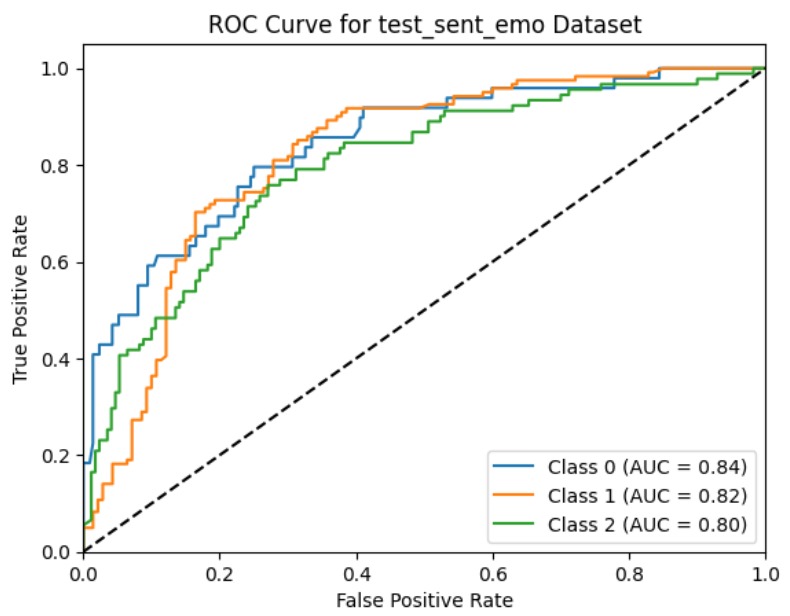 ROC Curve for test_sent_emo Dataset
True Positive Rate
1.0
0.8
0.6
0.4
0.2
0.0
0.0 0.2 0.4 0.6 0.8 1.0
False Positive Rate
Class 0 (AUC = 0.84)
Class 1 (AUC = 0.82)
Class 2 (AUC = 0.80)